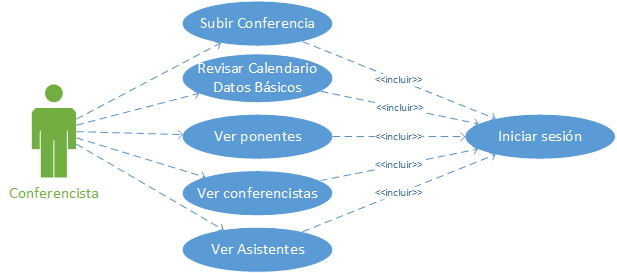 Subir Conferencia
<<incluir>>
Revisar Calendario
Datos Básicos
<<incluir>>
Ver ponentes
<<incluir>>
Iniciar sesión
Conferencista
Ver conferencistas
<<incluir>>
Ver Asistentes
<<incluir>>